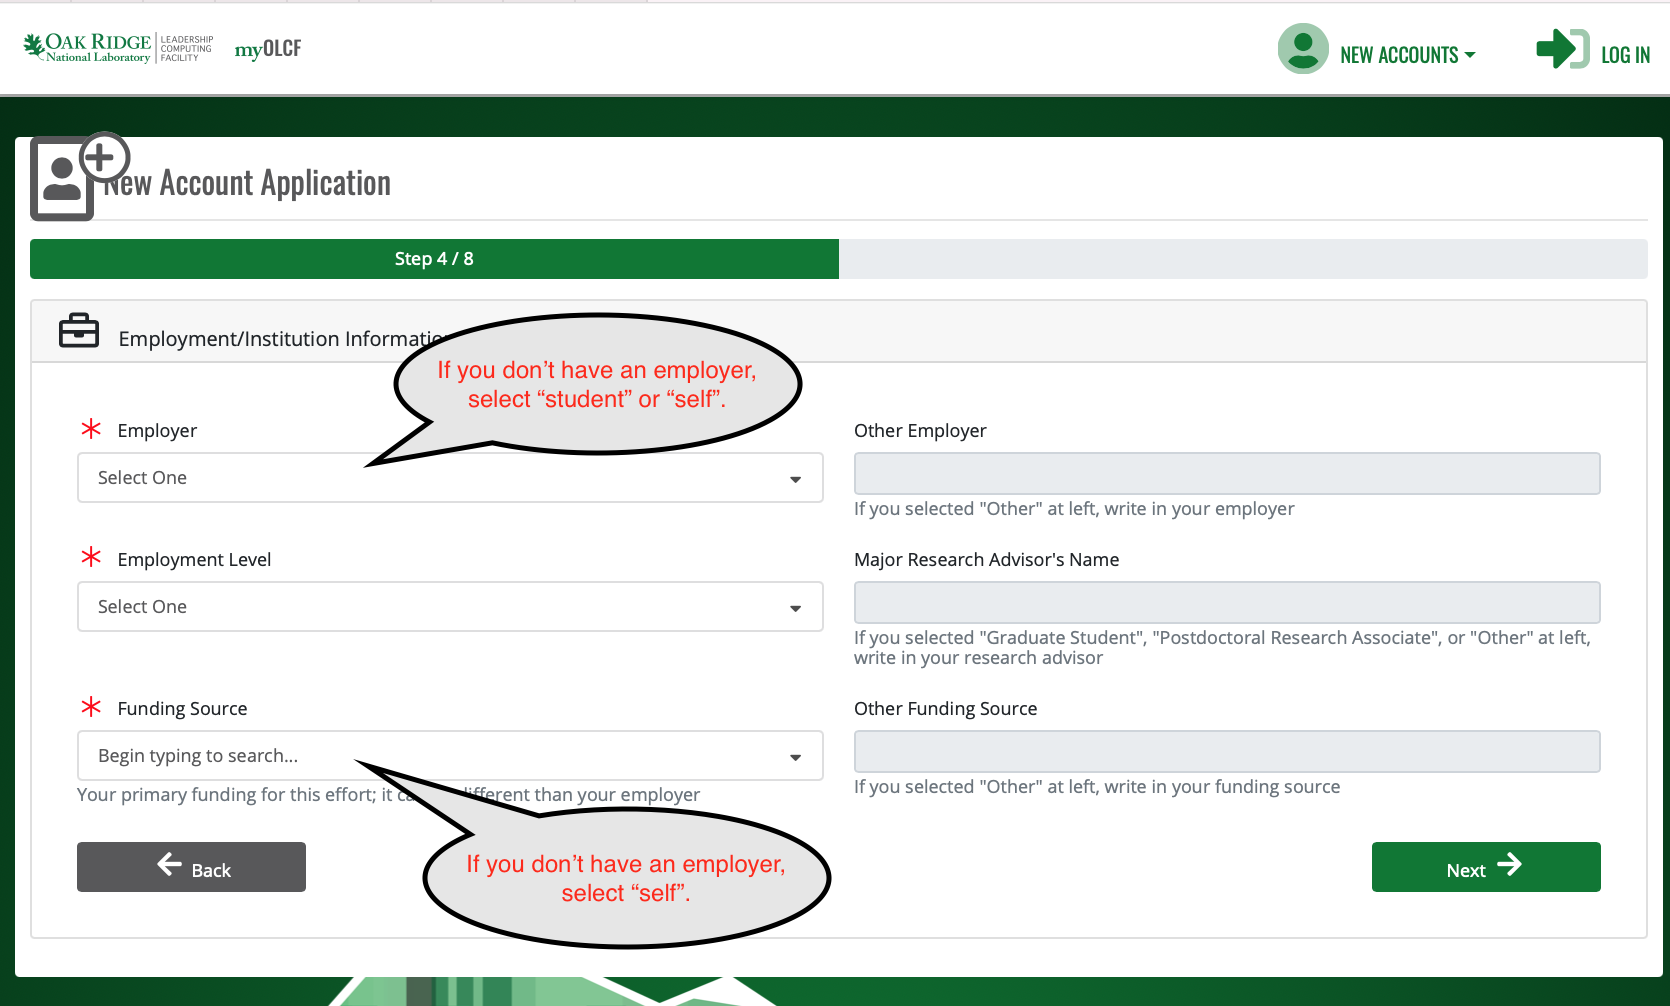 OAK RIDGE
National Laboratory
LEADERSHIP
COMPUTING
FACILITY
myOLCF
NEW ACCOUNTS
LOG IN
New Account Application
Step 4 / 8
Employment/Institution Informatio
If you don’t have an employer,
select “student” or “self”.
Employer
Select One
Other Employer
If you selected "Other" at left, write in your employer
Employment Level
Select One
Major Research Advisor's Name
If you selected "Graduate Student", "Postdoctoral Research Associate", or "Other" at left,
write in your research advisor
Funding Source
Begin typing to search...
Your primary funding for this effort; it different than your employer
Other Funding Source
If you selected "Other" at left, write in your funding source
If you don’t have an employer,
select “self”.
Back
Next